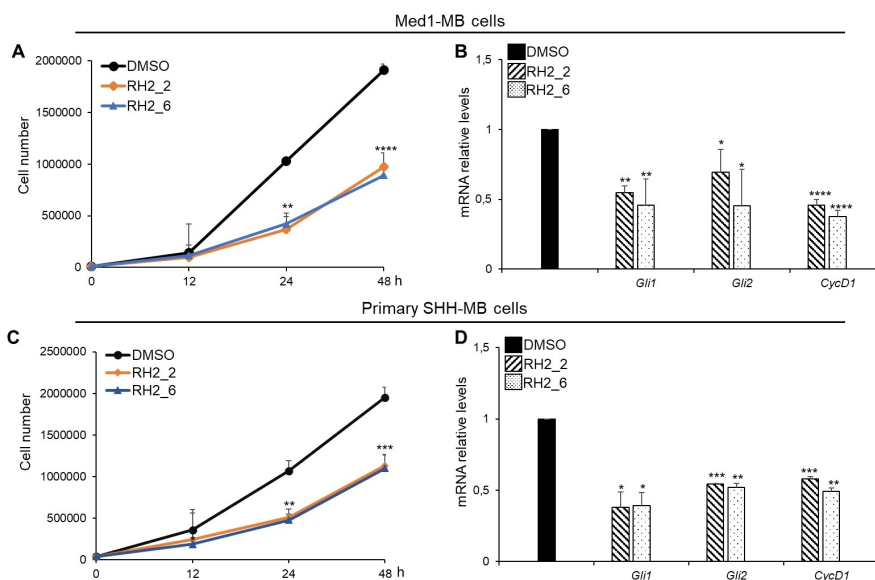 Med1-MB cells
A
DMSO
RH2_2
RH2_6
Cell number
2000000
1500000
1000000
500000
0
**
****
0 12 24 48 h
B
DMSO
RH2_2
RH2_6
mRNA relative levels
1,5
1
0,5
0
** **
* *
**** ****
Gli1 Gli2 CycD1
Primary SHH-MB cells
C
DMSO
RH2_2
RH2_6
Cell number
2500000
2000000
1500000
1000000
500000
0
**
***
0 12 24 48 h
D
DMSO
RH2_2
RH2_6
mRNA relative levels
1,5
1
0,5
0
* *
*** **
*** **
Gli1 Gli2 CycD1